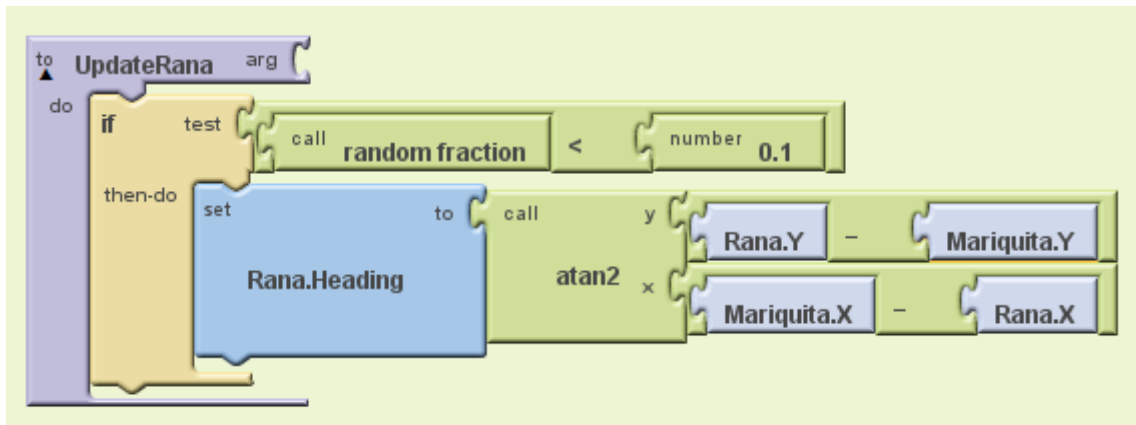 to UpdateRana arg
do
if test call random fraction < number 0.1
then-do set to call y Rana.Y - Mariquita.Y
Rana.Heading atan2 x Mariquita.X - Rana.X